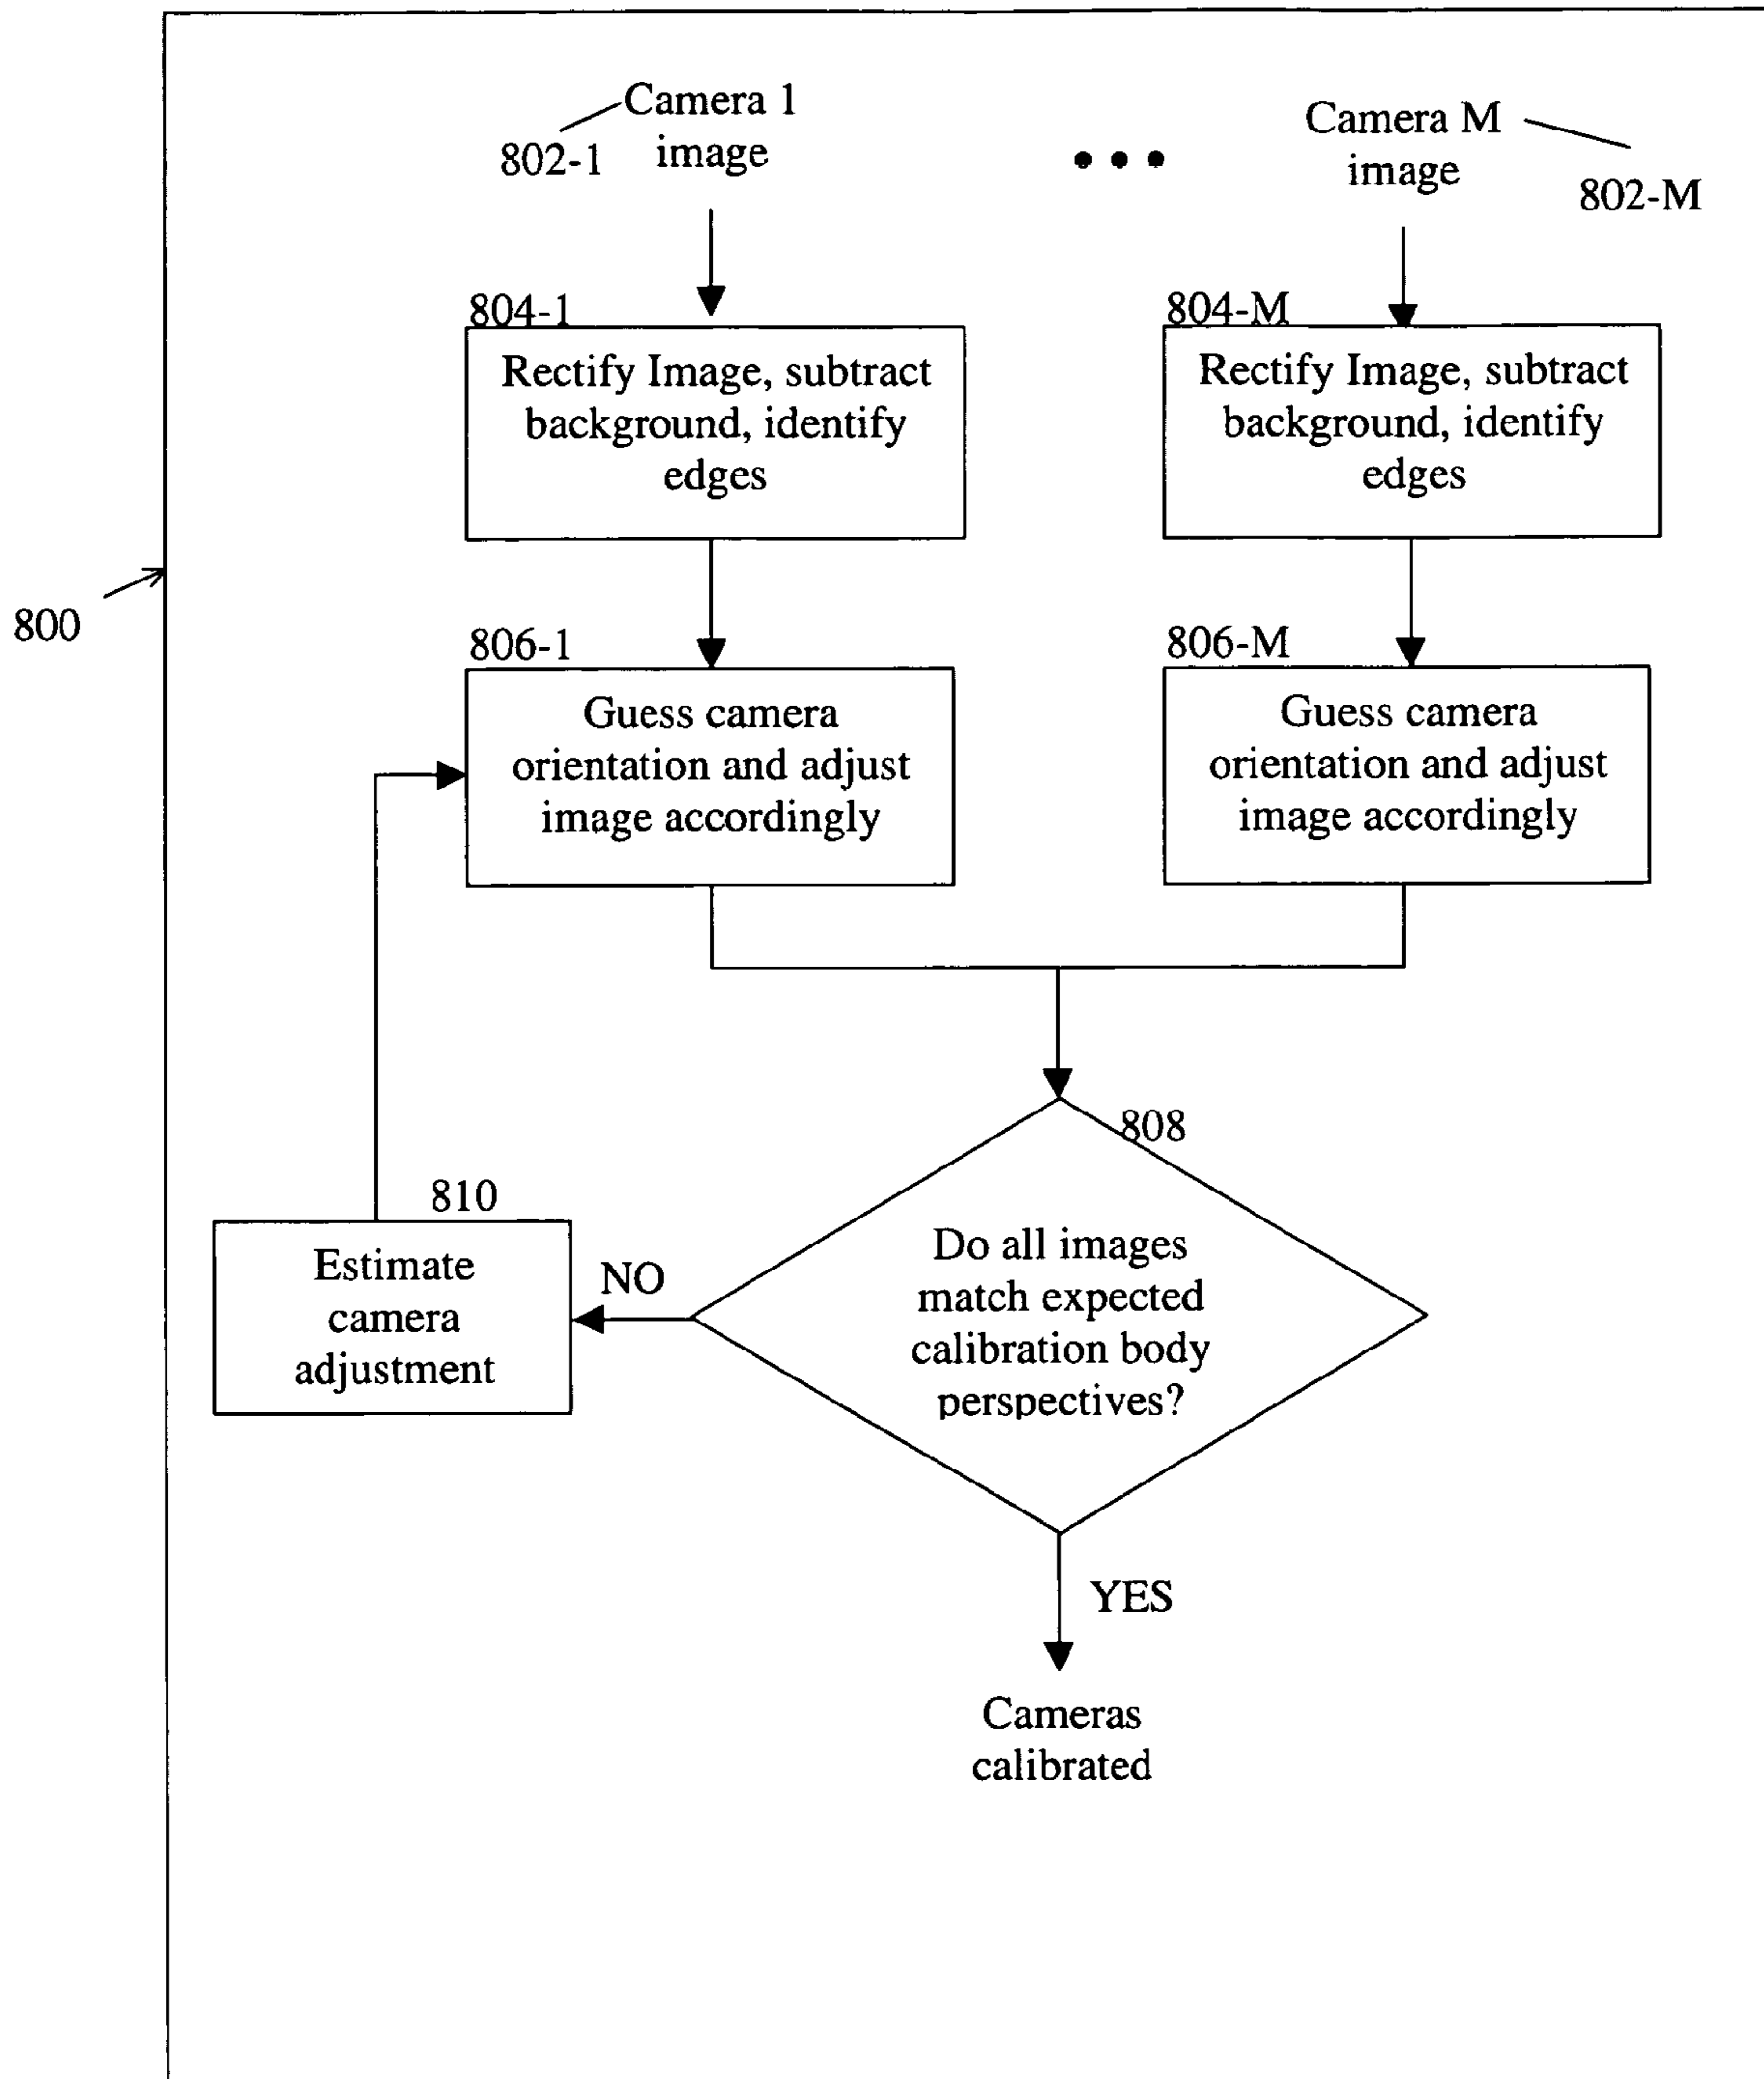 Camera 1
image
802-1
Camera M
image
802-M
804-1
Rectify Image, subtract
background, identify
edges
804-M
Rectify Image, subtract
background, identify
edges
800
806-1
Guess camera
orientation and adjust
image accordingly
806-M
Guess camera
orientation and adjust
image accordingly
808
Do all images
match expected
calibration body
perspectives?
810
Estimate
camera
adjustment
NO
YES
Cameras
calibrated